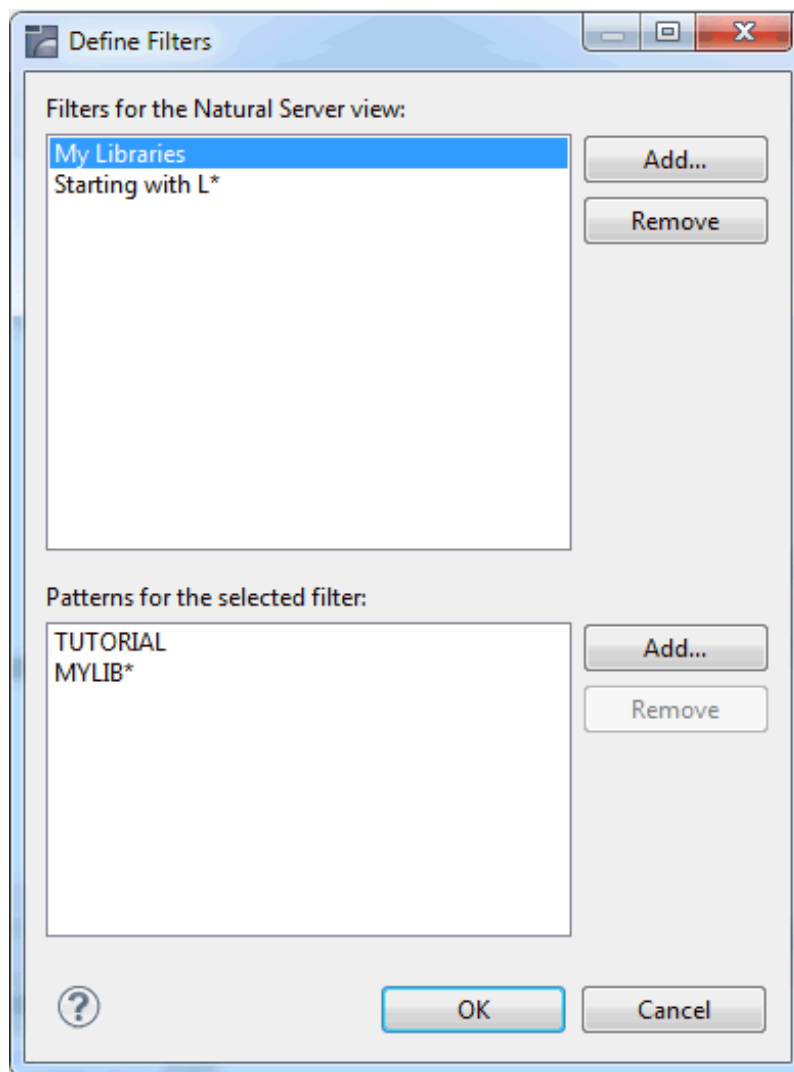 Define Filters
Filters for the Natural Server view:
My Libraries
Starting with L*
Add...
Remove
Patterns for the selected filter:
TUTORIAL
MYLIB*
Add...
Remove
?
OK
Cancel